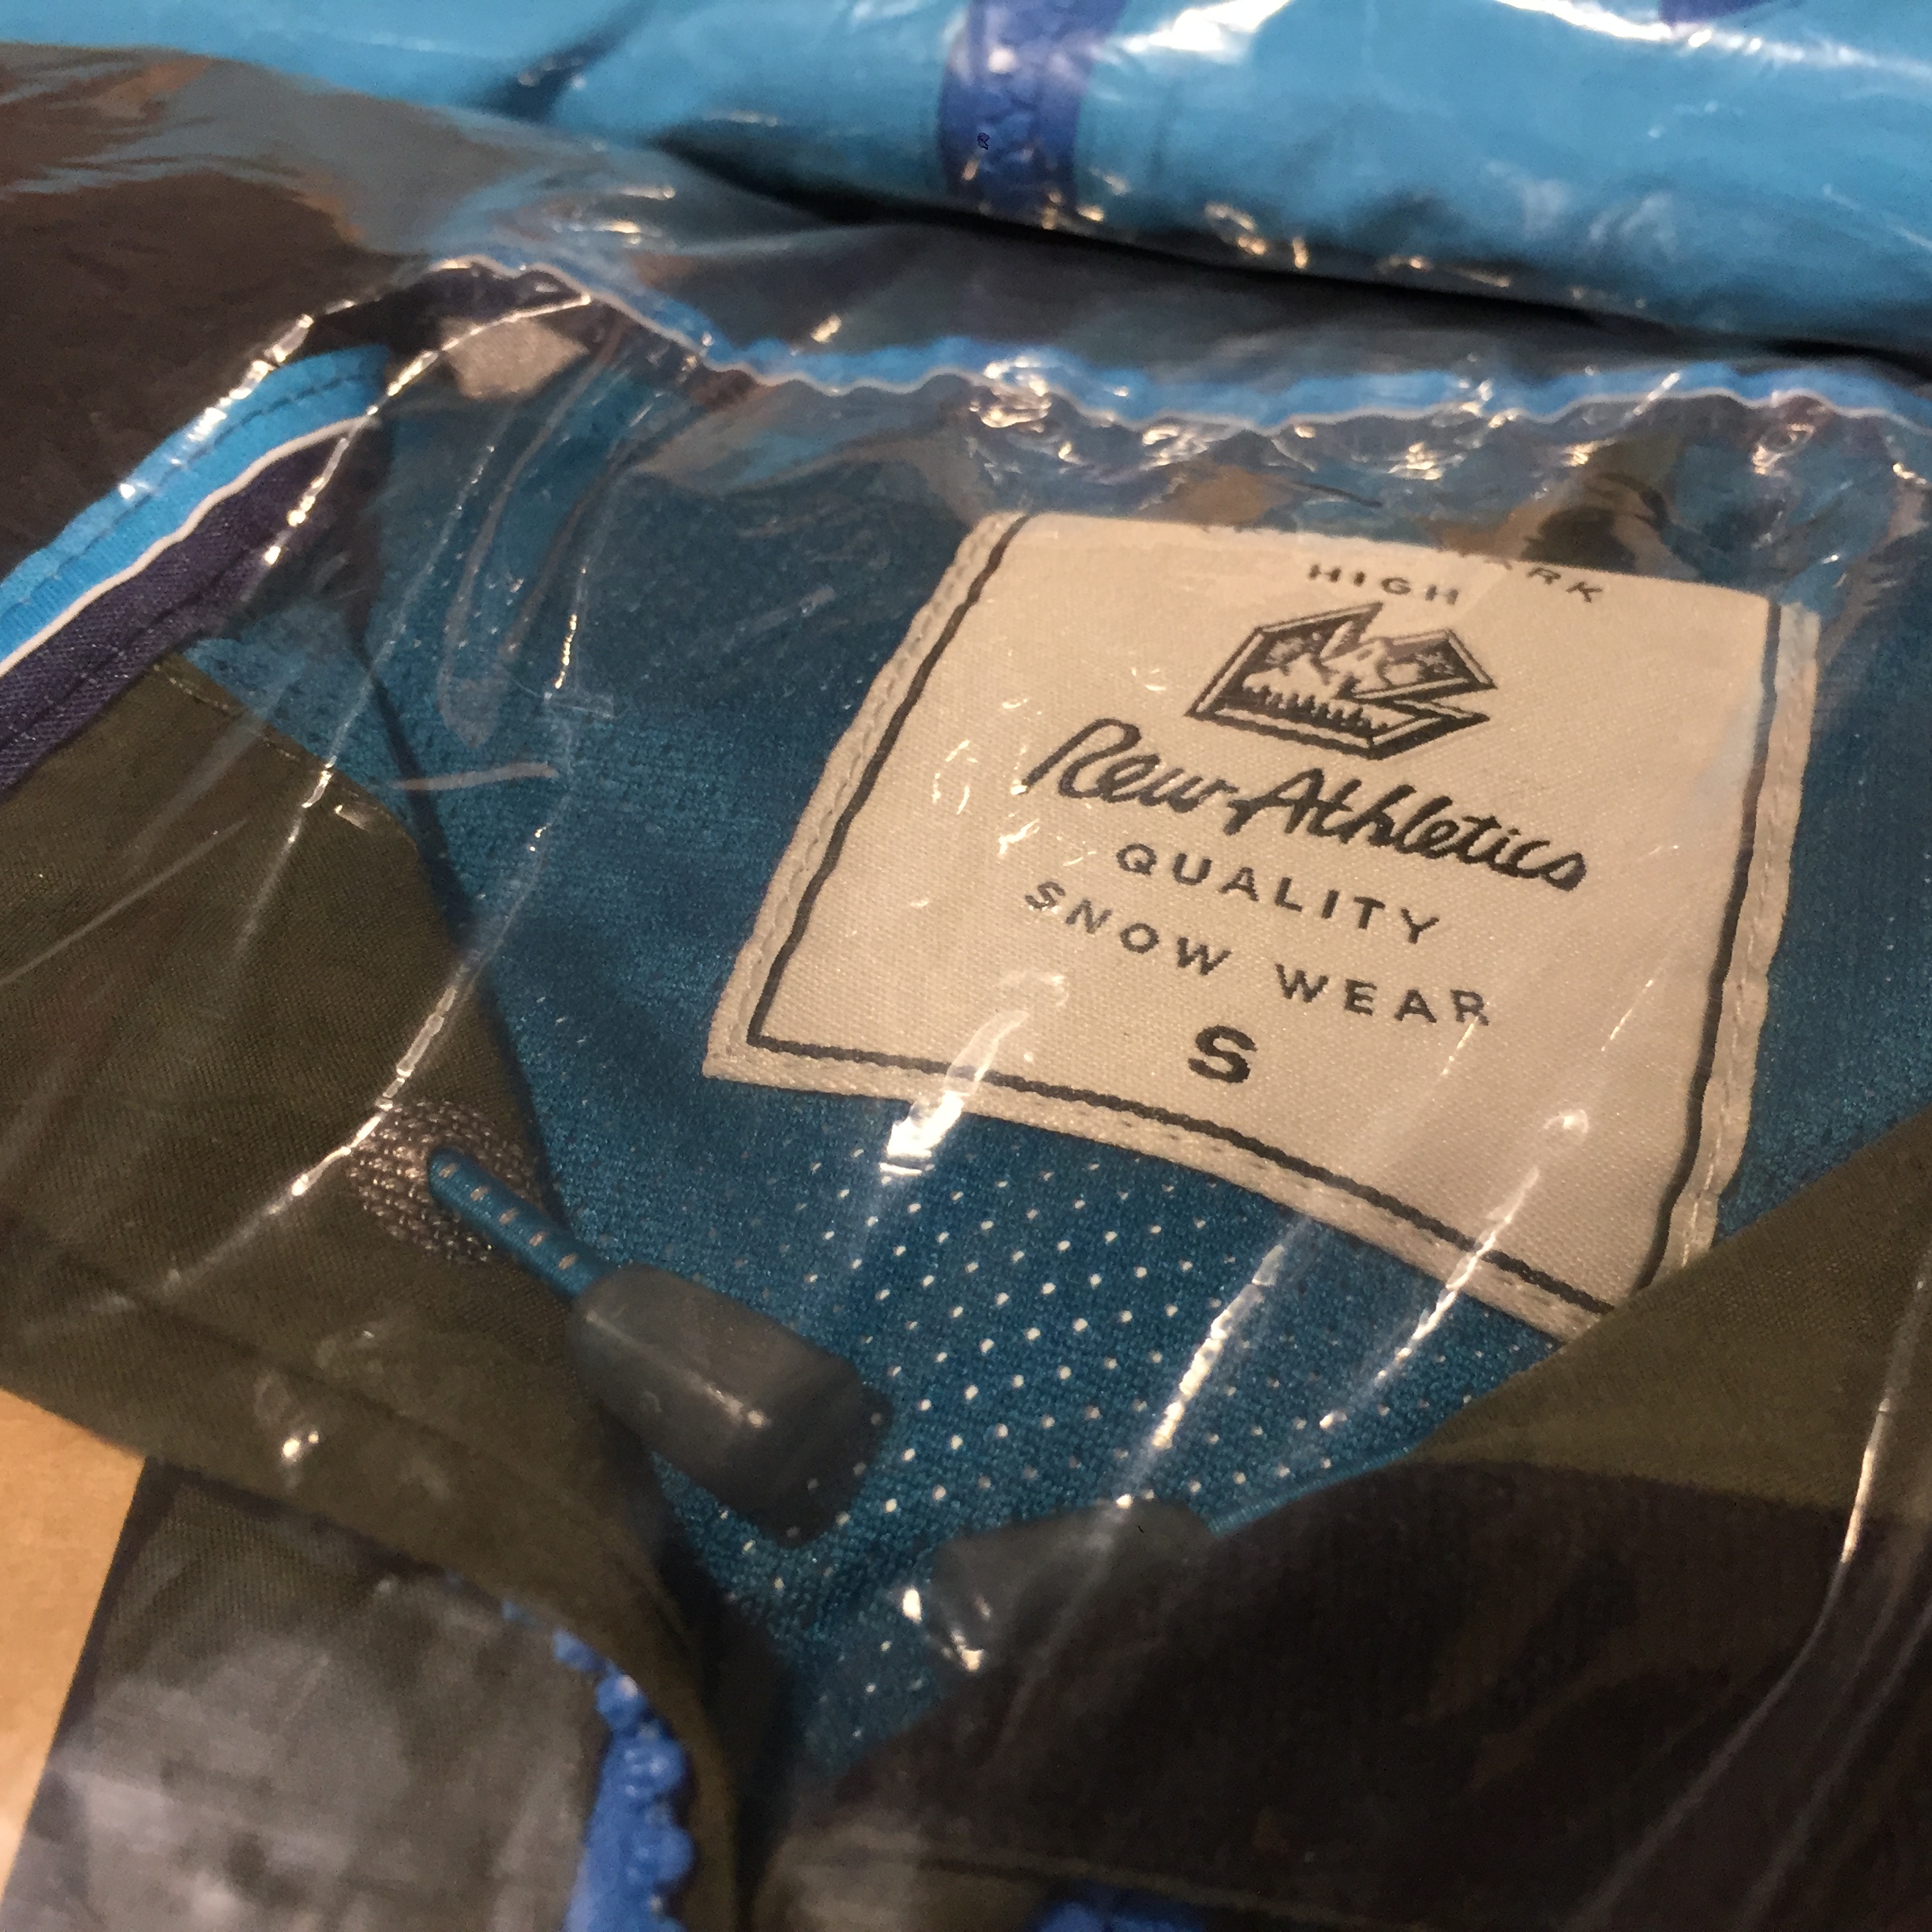 HIGH
Rew-Athletics
QUALITY
SNOW WEAR
S